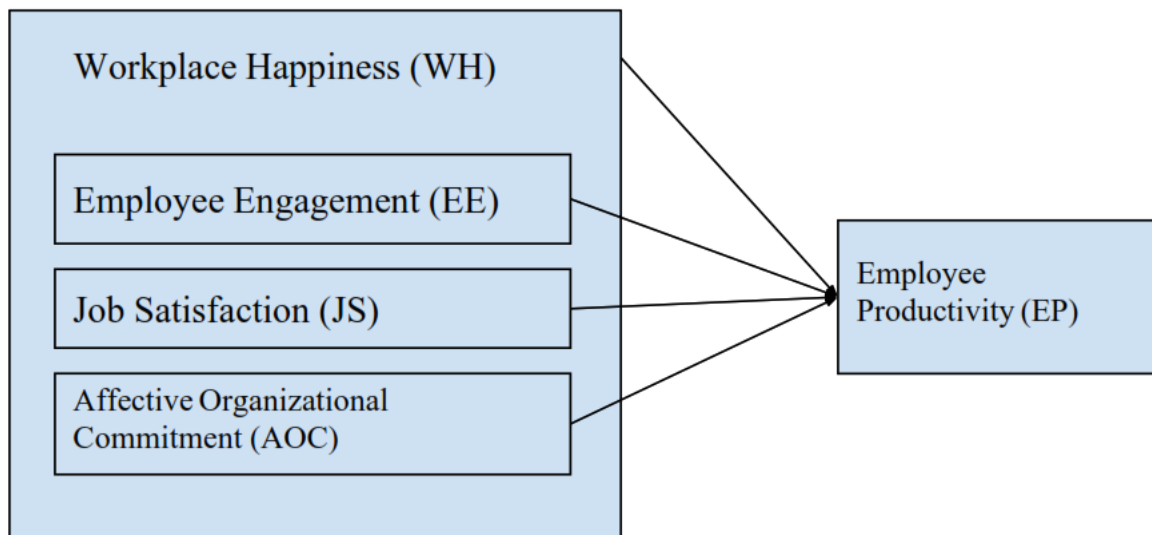 Workplace Happiness (WH)
Employee Engagement (EE)
Job Satisfaction (JS)
Affective Organizational
Commitment (AOC)
Employee
Productivity (EP)